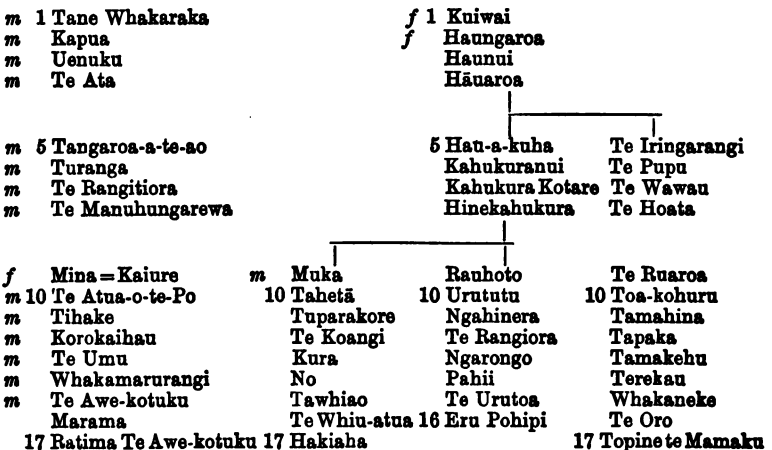 m 1 Tane Whakaraka f 1 Kuiwai
m Kapua f Haungaroa
m Uenuku Haunui
m Te Ata Hāuaroa
m 5 Tangaroa-a-te-ao 5 Hau-a-kuha Te Iringarangi
m Turanga Kahukuranui Te Pupu
m Te Rangitiora Kahukura Kotare Te Wawau
m Te Manuhungarewa Hinekahukura Te Hoata
f Mina=Kaiure m Muka Rauhoto Te Ruaroa
m 10 Te Atua-o-te-Po 10 Tahetā 10 Urututu 10 Toa-kohuru
m Tihake Tuparakore Ngahinera Tamahina
m Korokaihau Te Koangi Te Rangiora Tapaka
m Te Umu Kura Ngarongo Tamakehu
m Whakamarurangi No Pahii Terekau
m Te Awe-kotuku Tawhiao Te Urutoa Whakaneke
Marama Te Whiu-atua 16 Eru Pohipi Te Oro
17 Ratima Te Awe-kotuku 17 Hakiaha 17 Topine te Mamaku